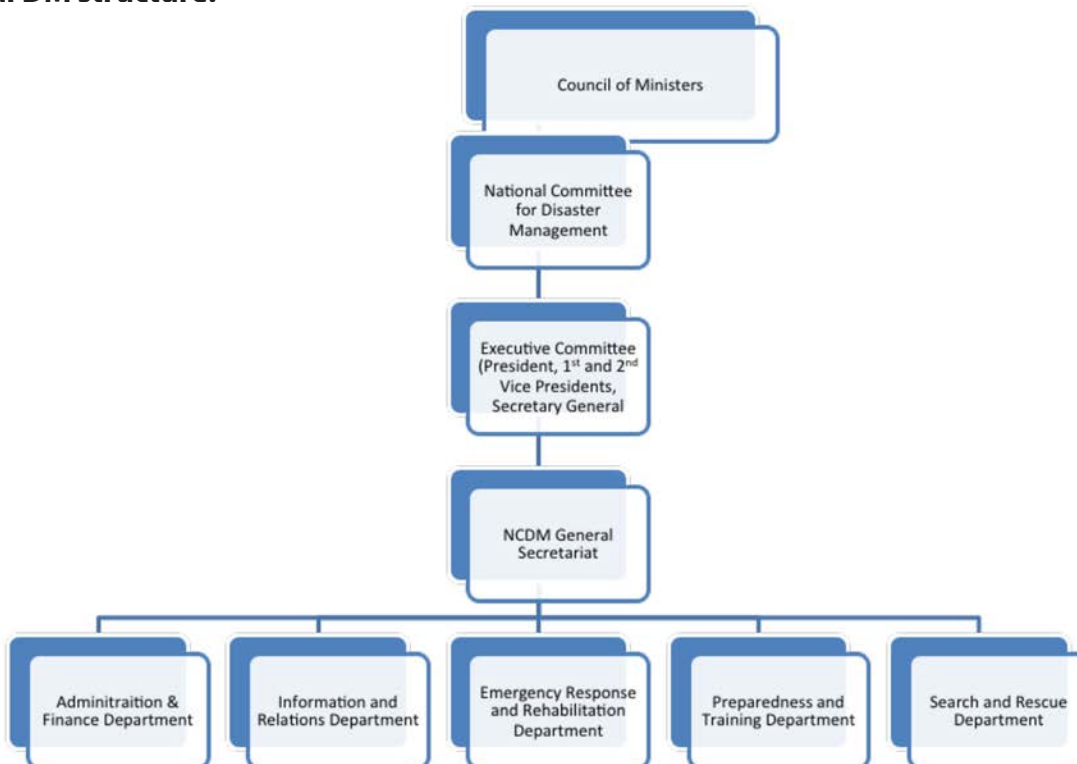 DM structure:
Council of Ministers
National Committee
for Disaster
Management
Executive Committee
(President, 1st and 2nd
Vice Presidents,
Secretary General
NCDM General
Secretariat
Adminitraition &
Finance Department
Information and
Relations Department
Emergency Response
and Rehabilitation
Department
Preparedness and
Training Department
Search and Rescue
Department